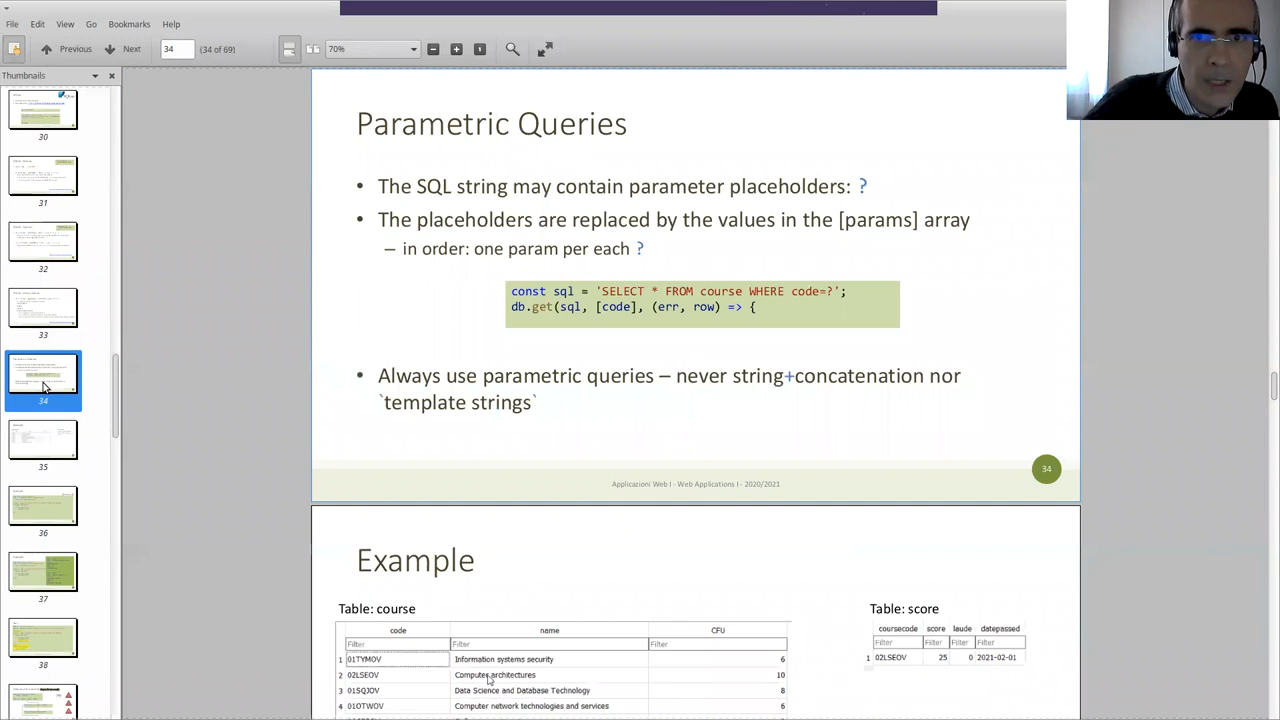 File Edit View Go Bookmarks Help
Previous Next 34 (34 of 69) 70%
Thumbnails
30
31
32
33
34
35
36
37
38
Parametric Queries
• The SQL string may contain parameter placeholders: ?
• The placeholders are replaced by the values in the [params] array
– in order: one param per each ?
const sql = 'SELECT * FROM course WHERE code=?';
db.get(sql, [code], (err, row) => {
• Always use parametric queries – never string+concatenation nor
`template strings`
34
Applicazioni Web I - Web Applications I - 2020/2021
Example
Table: course
code name CFU
Filter Filter Filter
1 01TYMOV Information systems security 6
2 02LSEOV Computer architectures 10
3 01SQJOV Data Science and Database Technology 8
4 01OTWOV Computer network technologies and services 6
Table: score
coursecode score laude datepassed
Filter Filter Filter Filter
1 02LSEOV 25 0 2021-02-01